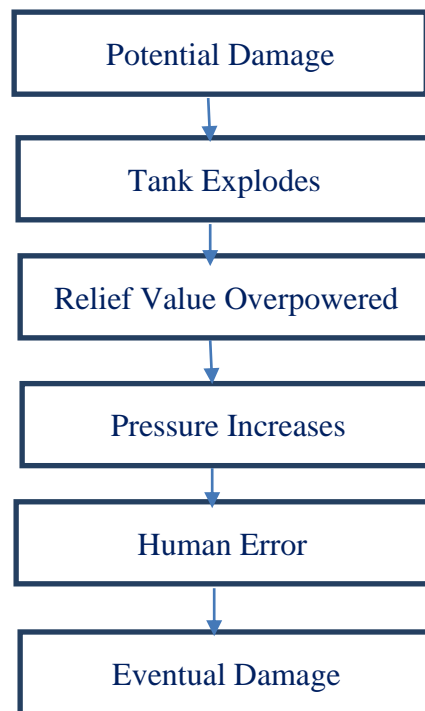 Potential Damage
Tank Explodes
Relief Value Overpowered
Pressure Increases
Human Error
Eventual Damage